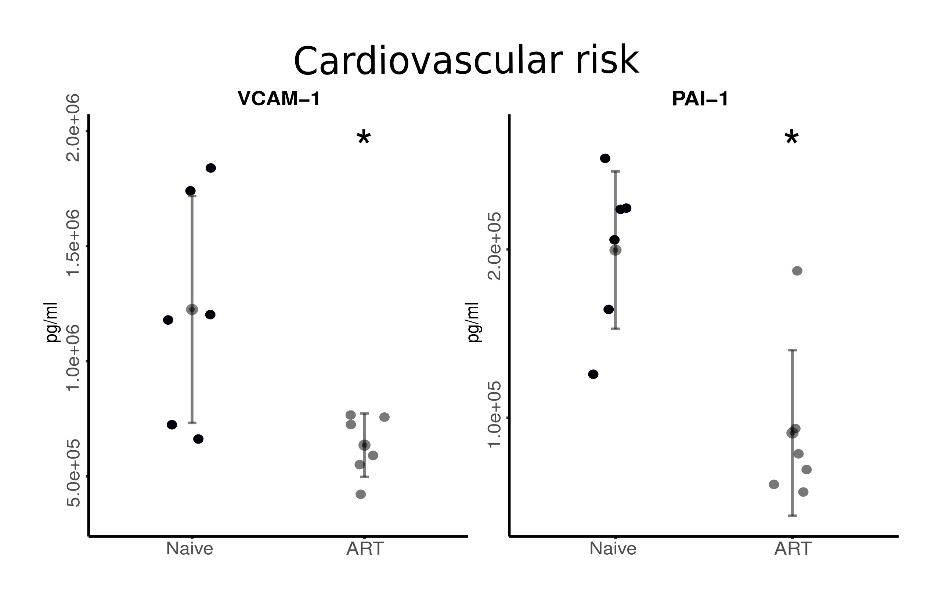 Cardiovascular risk
VCAM−1
PAI−1
*
*
2.0e+06
1.5e+06
1.0e+06
5.0e+05
pg/ml
2.0e+05
1.0e+05
pg/ml
Naive
ART
Naive
ART